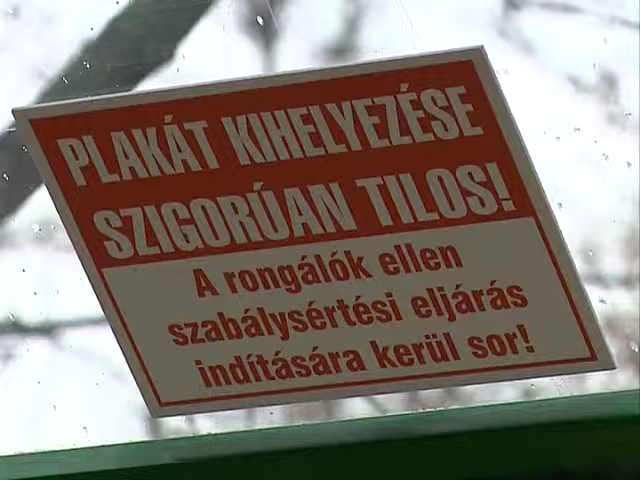 PLAKÁT KIHELYEZÉSE
SZIGORÚAN TILOS!
A rongálók ellen
szabálysértési eljárás
indítására kerül sor!